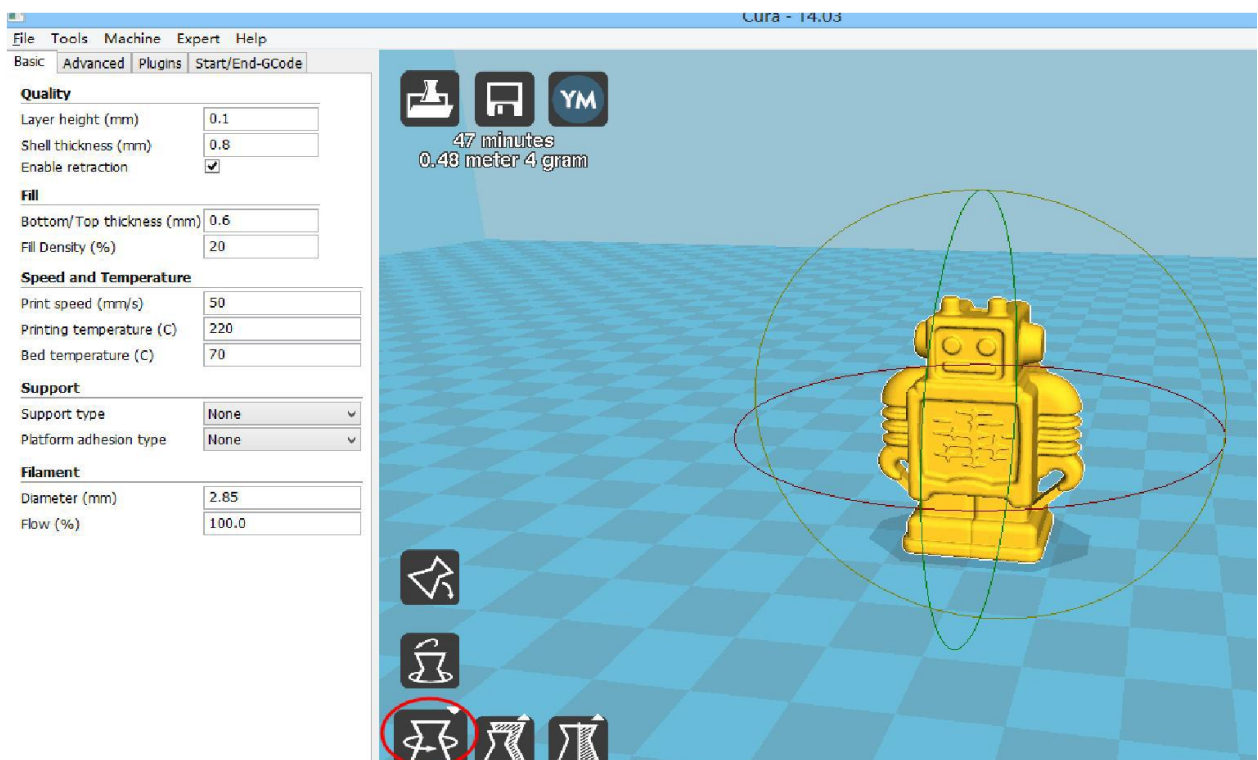 Cura - 14.03
File Tools Machine Expert Help
Basic Advanced Plugins Start/End-GCode
Quality
Layer height (mm) 0.1
Shell thickness (mm) 0.8
Enable retraction
Fill
Bottom/Top thickness (mm) 0.6
Fill Density (%) 20
Speed and Temperature
Print speed (mm/s) 50
Printing temperature (C) 220
Bed temperature (C) 70
Support
Support type None
Platform adhesion type None
Filament
Diameter (mm) 2.85
Flow (%) 100.0
YM
47 minutes
0.48 meter 4 gram